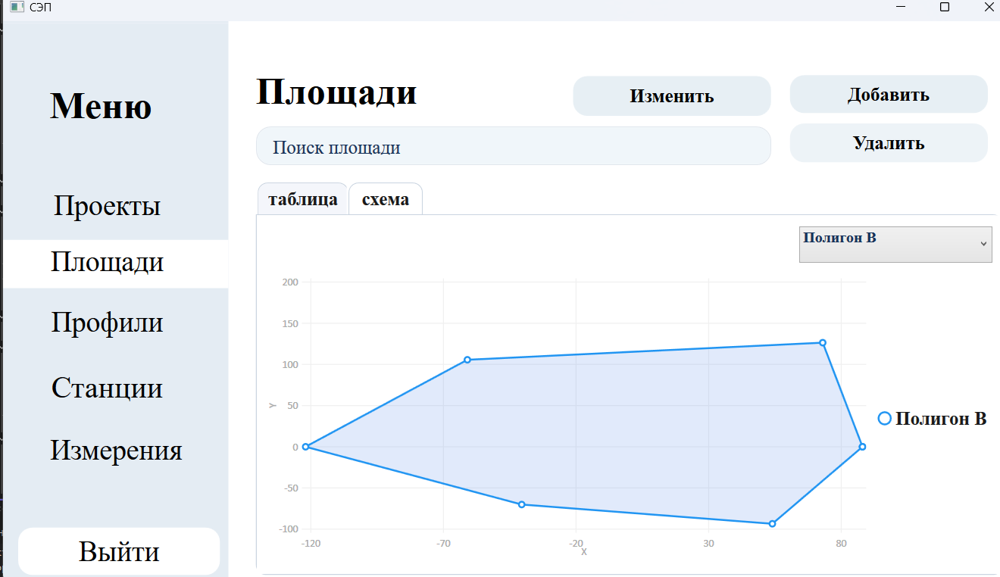 СЭП
Меню
Проекты
Площади
Профили
Станции
Измерения
Выйти
Площади
Изменить
Добавить
Поиск площади
Удалить
таблица
схема
Полигон B
200
150
100
50
0
-50
-100
Y
-120
-70
-20
30
80
X
Полигон B